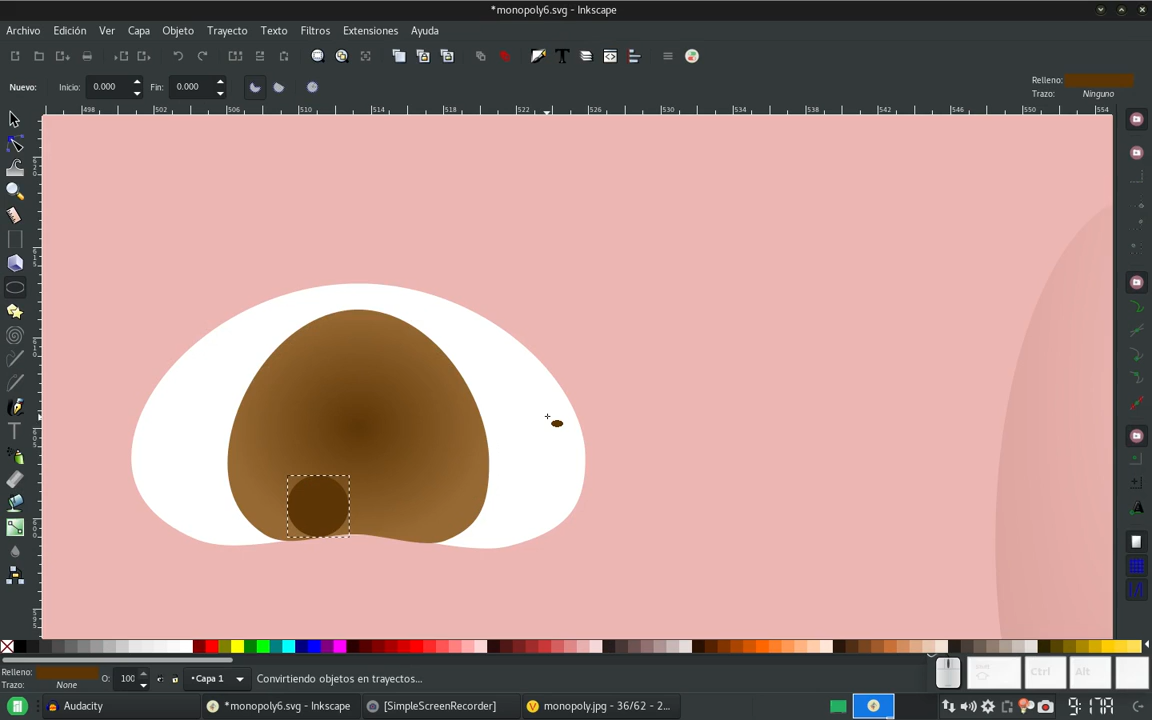 *monopoly6.svg - Inkscape
Archivo Edición Ver Capa Objeto Trayecto Texto Filtros Extensiones Ayuda
Nuevo: Inicio: 0.000 Fin: 0.000
Relleno:
Trazo: Ninguno
498 502 506 510 514 518 522 526 530 534 538 542 546 550 554
Relleno:
Trazo: None
O: 100
•Capa 1
Convirtiendo objetos en trayectos...
Ctrl Alt
Audacity
*monopoly6.svg - Inkscape
[SimpleScreenRecorder]
monopoly.jpg - 36/62 - 2...